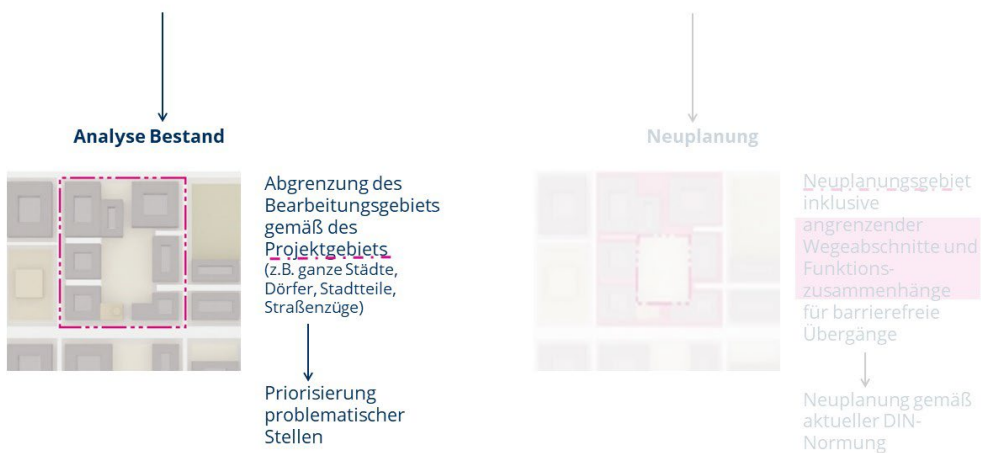 Analyse Bestand
Abgrenzung des
Bearbeitungsgebiets
gemäß des
Projektgebiets
(z.B. ganze Städte,
Dörfer, Stadtteile,
Straßenzüge)
Priorisierung
problematischer
Stellen
Neuplanung
Neuplanungsgebiet
inklusive
angrenzender
Wegeabschnitte und
Funktions-
zusammenhänge
für barrierefreie
Übergänge
Neuplanung gemäß
aktueller DIN-
Normung